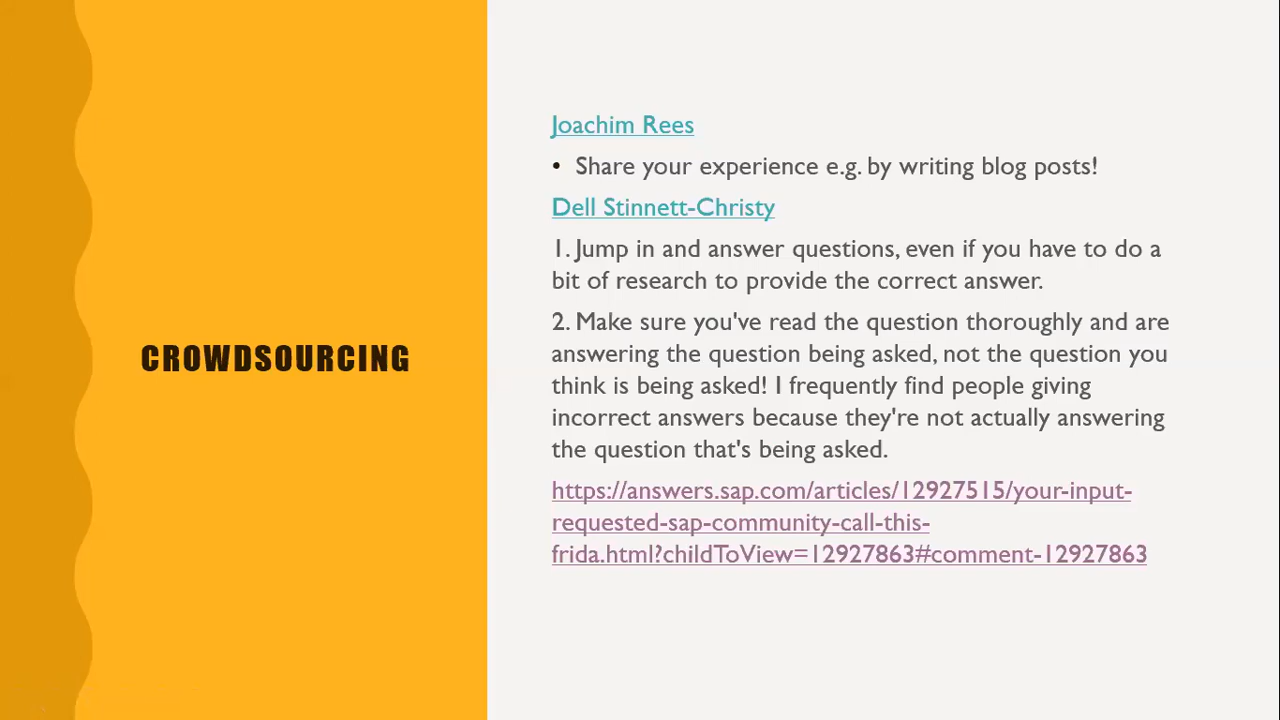 CROWDSOURCING
Joachim Rees
• Share your experience e.g. by writing blog posts!
Dell Stinnett-Christy
1. Jump in and answer questions, even if you have to do a
bit of research to provide the correct answer.
2. Make sure you've read the question thoroughly and are
answering the question being asked, not the question you
think is being asked! I frequently find people giving
incorrect answers because they're not actually answering
the question that's being asked.
https://answers.sap.com/articles/12927515/your-input-
requested-sap-community-call-this-
frida.html?childToView=12927863#comment-12927863